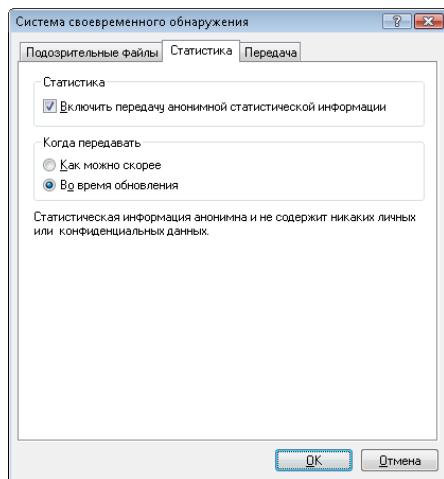 Система своевременного обнаружения
Подозрительные файлы Статистика Передача
Статистика
Включить передачу анонимной статистической информации
Когда передавать
Как можно скорее
Во время обновления
Статистическая информация анонимна и не содержит никаких личных
или конфиденциальных данных.
OK Отмена